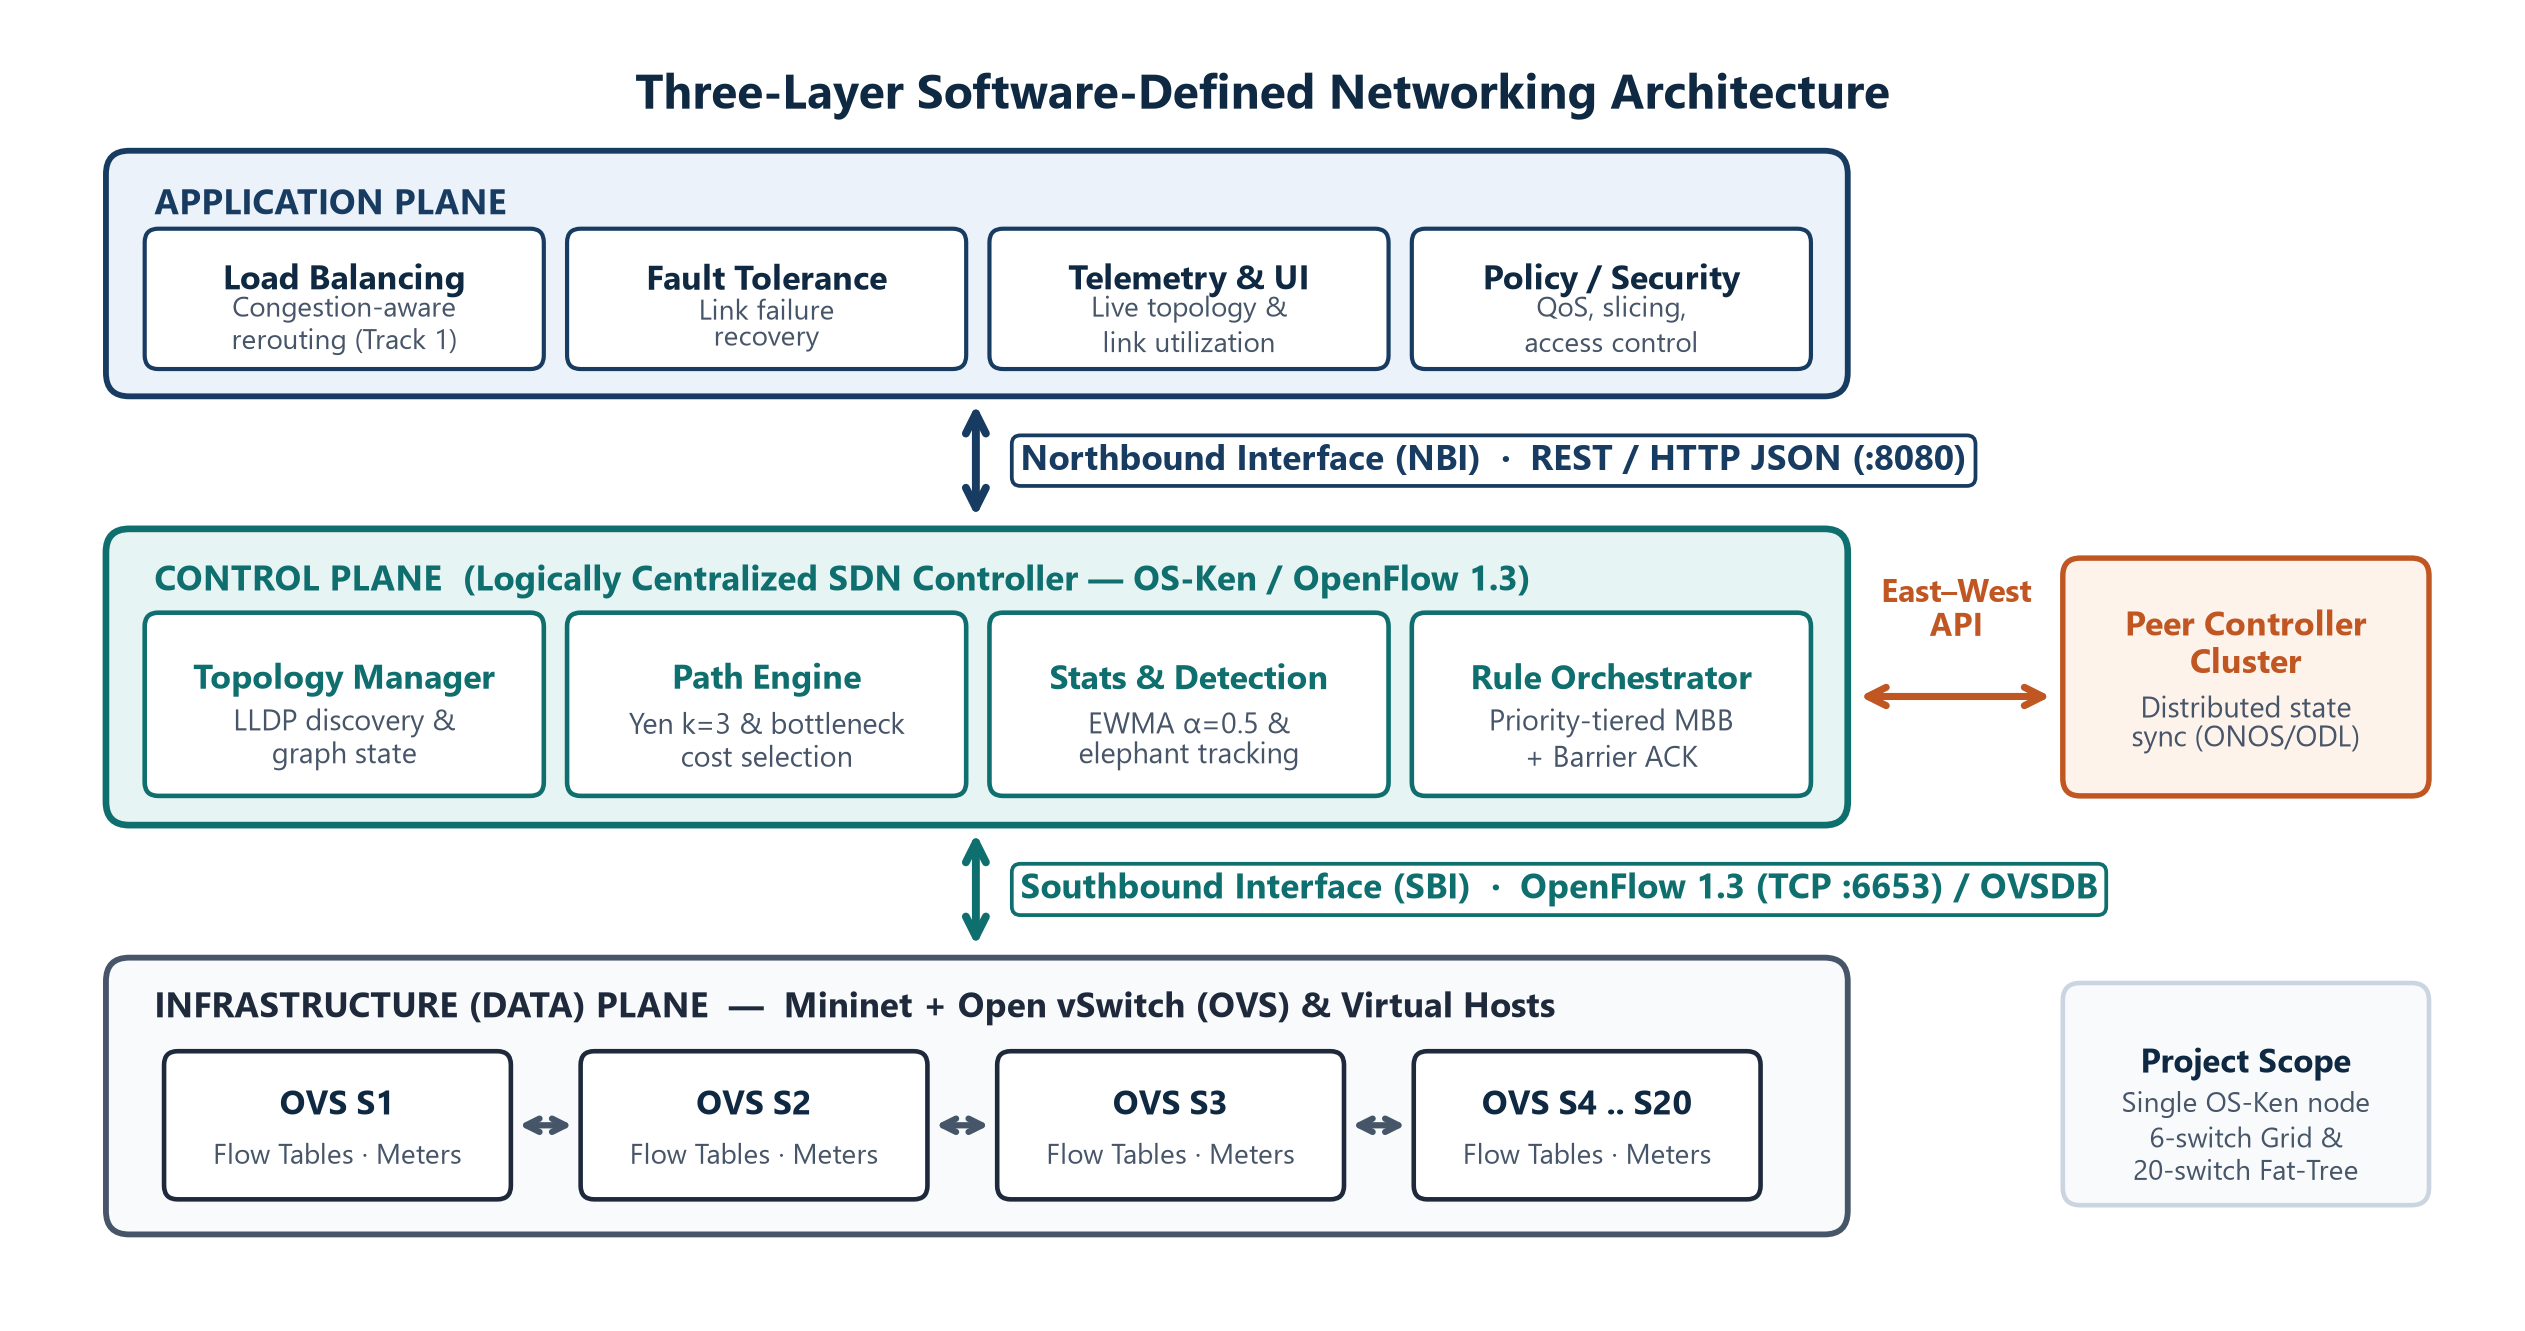 Three-Layer Software-Defined Networking Architecture
APPLICATION PLANE
Load Balancing
Congestion-aware
rerouting (Track 1)
Fault Tolerance
Link failure
recovery
Telemetry & UI
Live topology &
link utilization
Policy / Security
QoS, slicing,
access control
Northbound Interface (NBI) · REST / HTTP JSON (:8080)
CONTROL PLANE (Logically Centralized SDN Controller — OS-Ken / OpenFlow 1.3)
Topology Manager
LLDP discovery &
graph state
Path Engine
Yen k=3 & bottleneck
cost selection
Stats & Detection
EWMA α=0.5 &
elephant tracking
Rule Orchestrator
Priority-tiered MBB
+ Barrier ACK
East–West
API
Peer Controller
Cluster
Distributed state
sync (ONOS/ODL)
Southbound Interface (SBI) · OpenFlow 1.3 (TCP :6653) / OVSDB
INFRASTRUCTURE (DATA) PLANE — Mininet + Open vSwitch (OVS) & Virtual Hosts
OVS S1
Flow Tables · Meters
OVS S2
Flow Tables · Meters
OVS S3
Flow Tables · Meters
OVS S4 .. S20
Flow Tables · Meters
Project Scope
Single OS-Ken node
6-switch Grid &
20-switch Fat-Tree